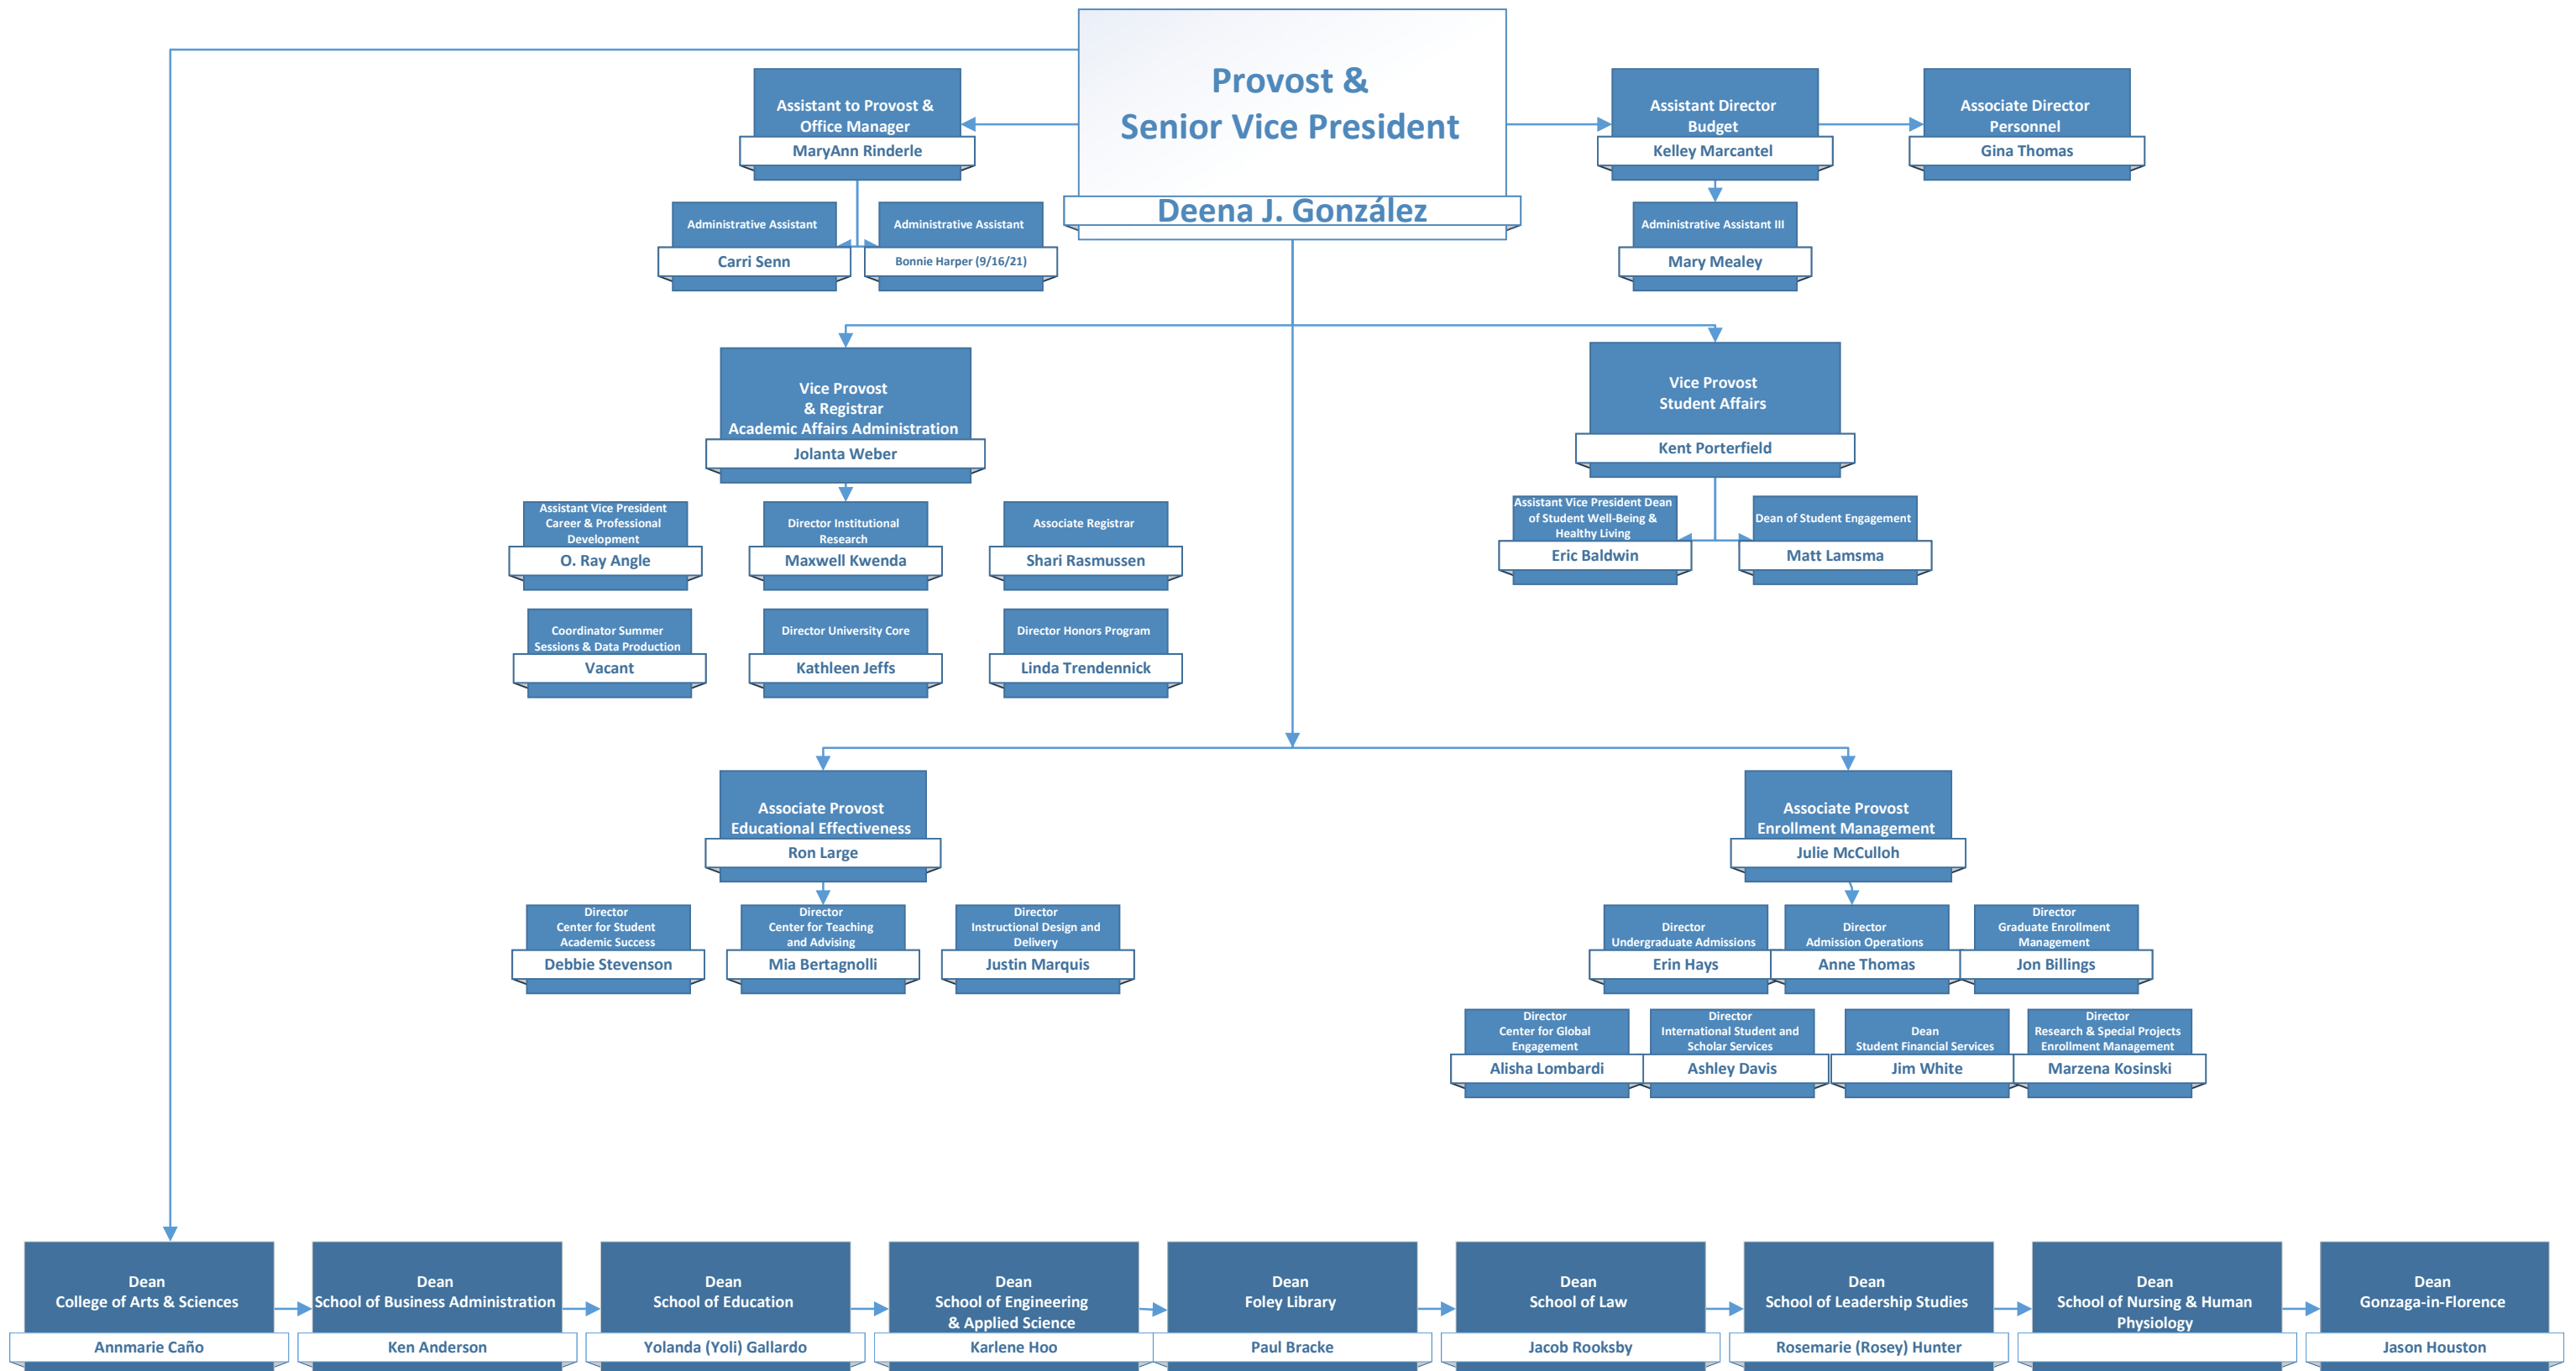 Provost &
Senior Vice President
Deena J. González
Assistant to Provost &
Office Manager
MaryAnn Rinderle
Assistant Director
Budget
Kelley Marcantel
Associate Director
Personnel
Gina Thomas
Administrative Assistant
Carri Senn
Administrative Assistant
Bonnie Harper (9/16/21)
Administrative Assistant III
Mary Mealey
Vice Provost
& Registrar
Academic Affairs Administration
Jolanta Weber
Vice Provost
Student Affairs
Kent Porterfield
Assistant Vice President
Career & Professional
Development
O. Ray Angle
Director Institutional
Research
Maxwell Kwenda
Associate Registrar
Shari Rasmussen
Assistant Vice President Dean
of Student Well-Being &
Healthy Living
Eric Baldwin
Dean of Student Engagement
Matt Lamsma
Coordinator Summer
Sessions & Data Production
Vacant
Director University Core
Kathleen Jeffs
Director Honors Program
Linda Trendennick
Associate Provost
Educational Effectiveness
Ron Large
Associate Provost
Enrollment Management
Julie McCulloh
Director
Center for Student
Academic Success
Debbie Stevenson
Director
Center for Teaching
and Advising
Mia Bertagnolli
Director
Instructional Design and
Delivery
Justin Marquis
Director
Undergraduate Admissions
Erin Hays
Director
Admission Operations
Anne Thomas
Director
Graduate Enrollment
Management
Jon Billings
Director
Center for Global
Engagement
Alisha Lombardi
Director
International Student and
Scholar Services
Ashley Davis
Dean
Student Financial Services
Jim White
Director
Research & Special Projects
Enrollment Management
Marzena Kosinski
Dean
College of Arts & Sciences
Annmarie Caño
Dean
School of Business Administration
Ken Anderson
Dean
School of Education
Yolanda (Yoli) Gallardo
Dean
School of Engineering
& Applied Science
Karlene Hoo
Dean
Foley Library
Paul Bracke
Dean
School of Law
Jacob Rooksby
Dean
School of Leadership Studies
Rosemarie (Rosey) Hunter
Dean
School of Nursing & Human
Physiology
Dean
Gonzaga-in-Florence
Jason Houston